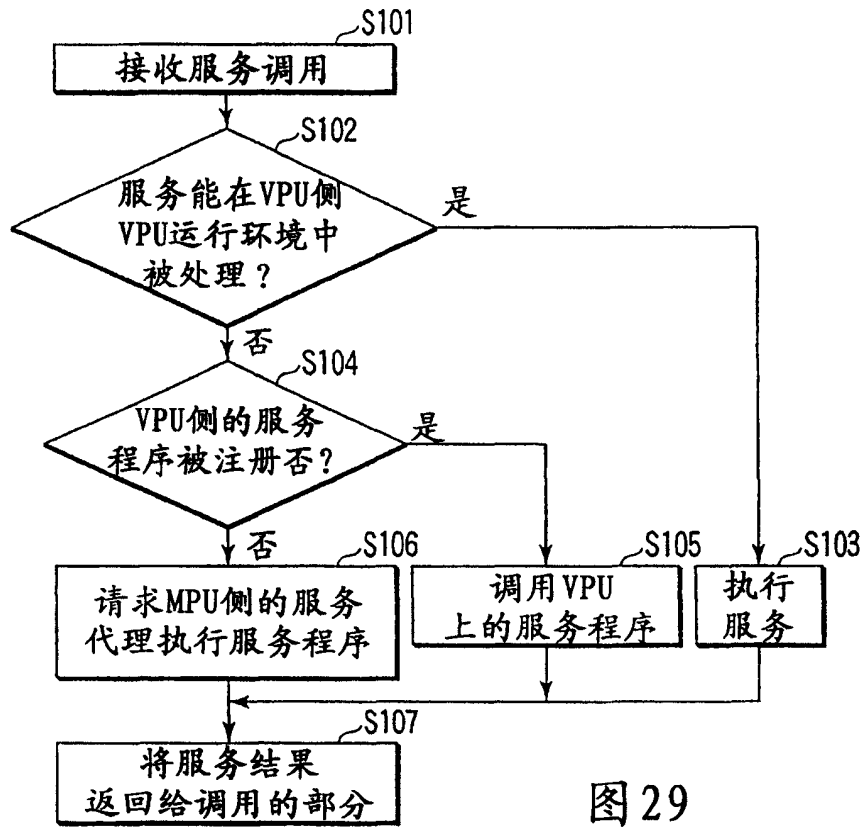 S101
接收服务调用
S102
服务能在VPU侧
VPU运行环境中
被处理？
是
否
S104
VPU侧的服务
程序被注册否？
是
否
S106
请求MPU侧的服务
代理执行服务程序
S105
调用VPU
上的服务程序
S103
执行
服务
S107
将服务结果
返回给调用的部分
图29